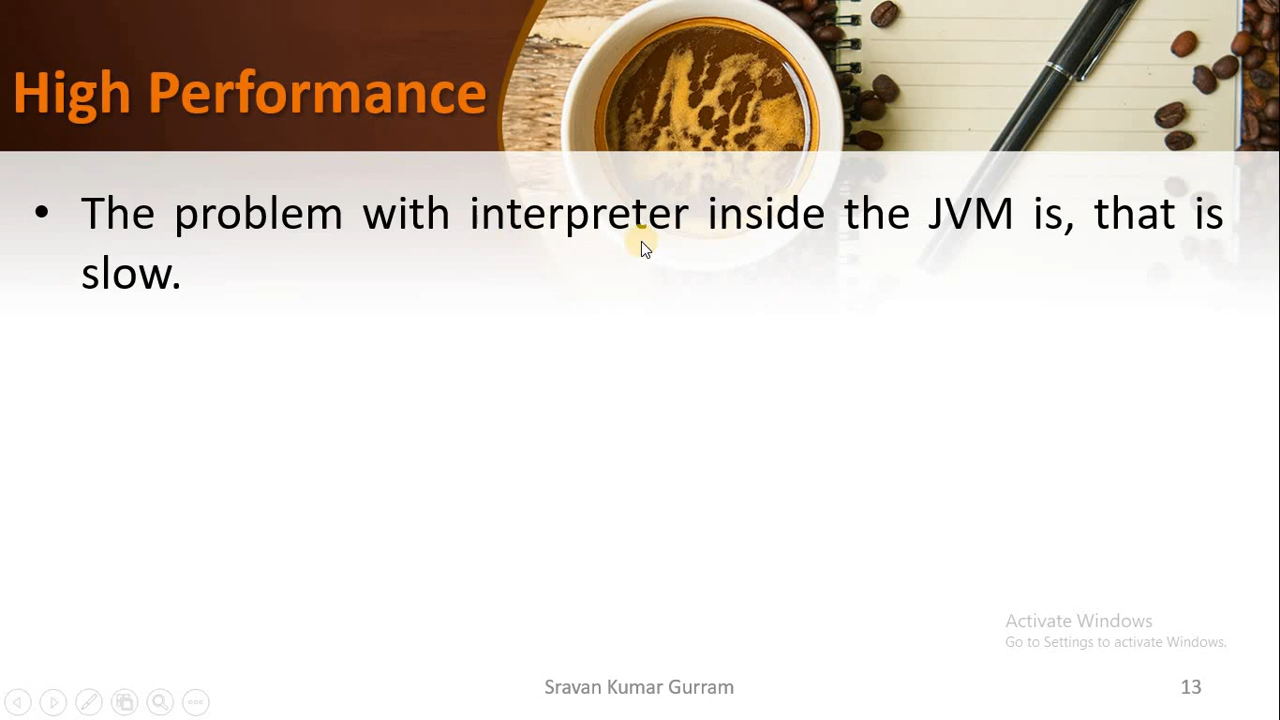 High Performance
• The problem with interpreter inside the JVM is, that is
slow.
Activate Windows
Go to Settings to activate Windows.
Sravan Kumar Gurram
13